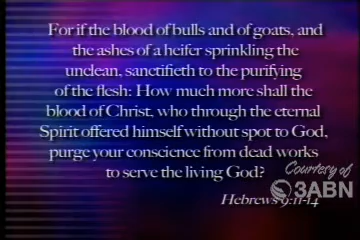 For if the blood of bulls and of goats, and
the ashes of a heifer sprinkling the
unclean, sanctifieth to the purifying
of the flesh: How much more shall the
blood of Christ, who through the eternal
Spirit offered himself without spot to God,
purge your conscience from dead works
to serve the living God?
Courtesy of
3ABN
Hebrews 9:11-14